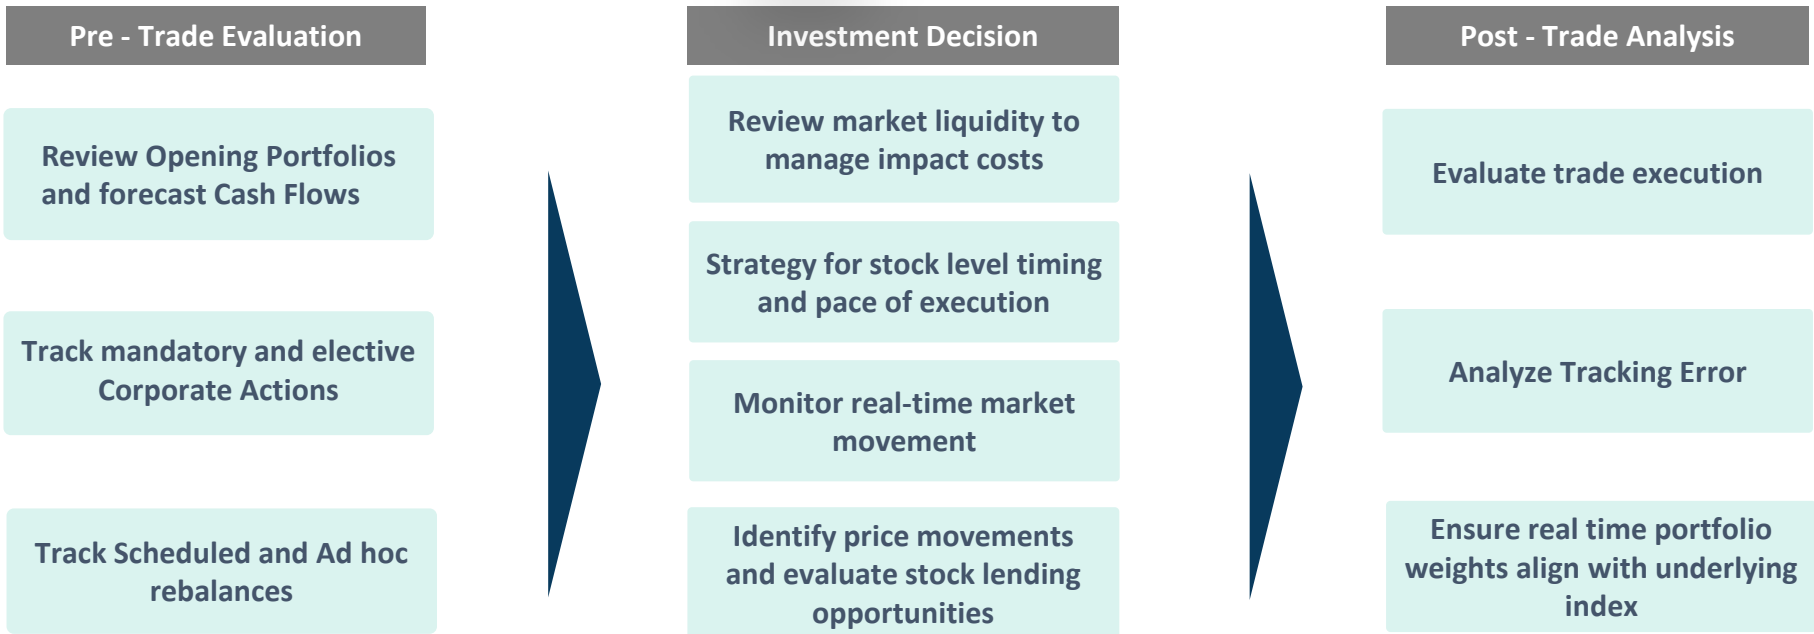 Pre - Trade Evaluation
Review Opening Portfolios
and forecast Cash Flows
Track mandatory and elective
Corporate Actions
Track Scheduled and Ad hoc
rebalances
Investment Decision
Review market liquidity to
manage impact costs
Strategy for stock level timing
and pace of execution
Monitor real-time market
movement
Identify price movements
and evaluate stock lending
opportunities
Post - Trade Analysis
Evaluate trade execution
Analyze Tracking Error
Ensure real time portfolio
weights align with underlying
index